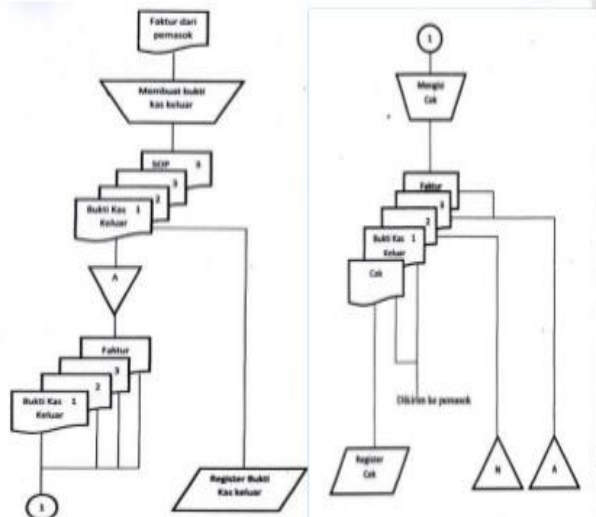 Faktur dari
pemasok
Membuat bukti
kas keluar
SOP
3
2
Bukti Kas 1
Keluar
A
Faktur
3
2
Bukti Kas 1
Keluar
Register Bukti
Kas keluar
1
1
Mengisi
Cek
Faktur
3
2
Bukti Kas 1
Keluar
Cek
Dikirim ke pemasok
Register
Cek
N
A